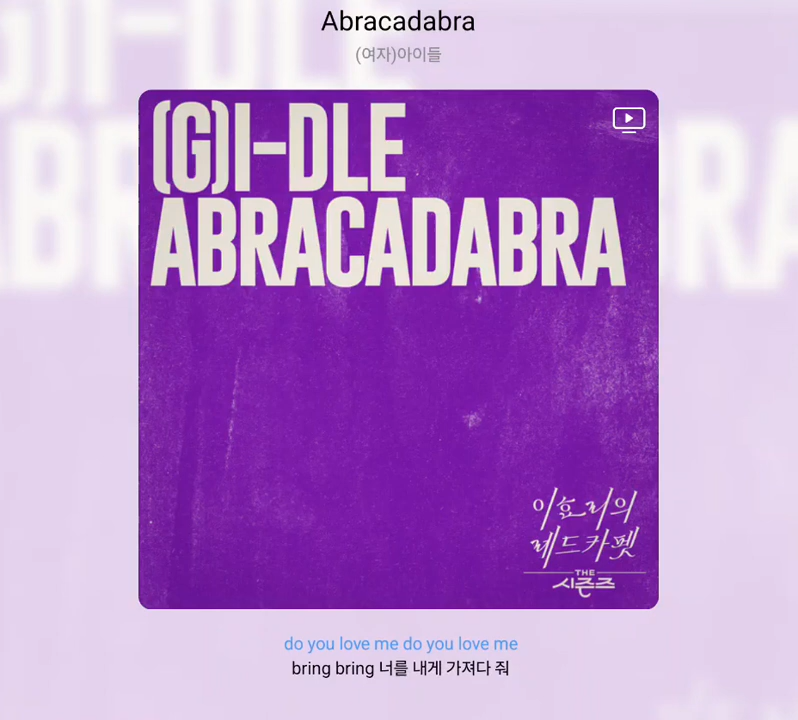 Abracadabra
(여자)아이들
(G)I-DLE
ABRACADABRA
이효리의
레드카펫
THE
시즌즈
do you love me do you love me
bring bring 너를 내게 가져다 줘